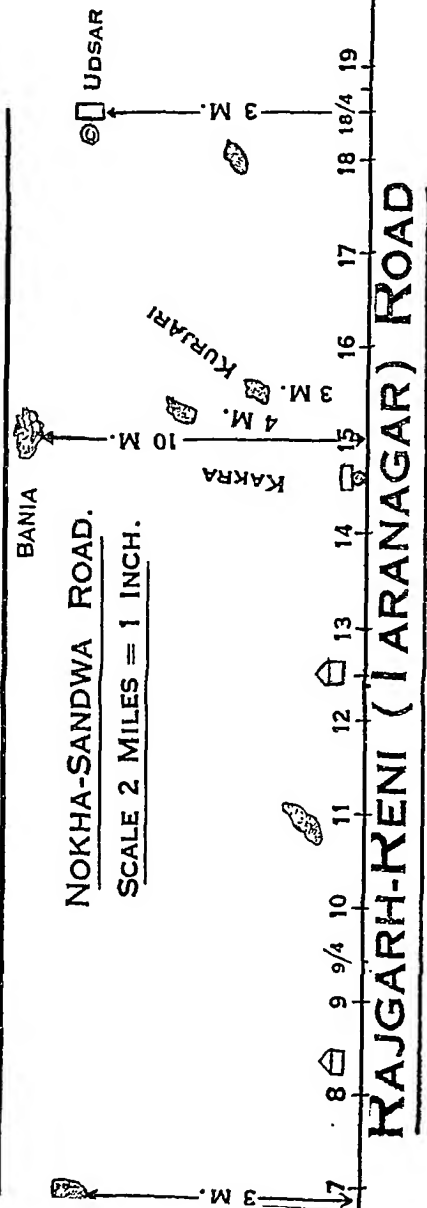 UDSAR
3 M.
KURJARI
3 M.
4 M.
10 M.
KAKRA
BANIA
NOKHA-SANDWA ROAD.
SCALE 2 MILES = 1 INCH.
3 M.
7 8 9 9/4 10 11 12 13 14 15 16 17 18 18/4 19
RAJGARH-RENI (TARANAGAR) ROAD